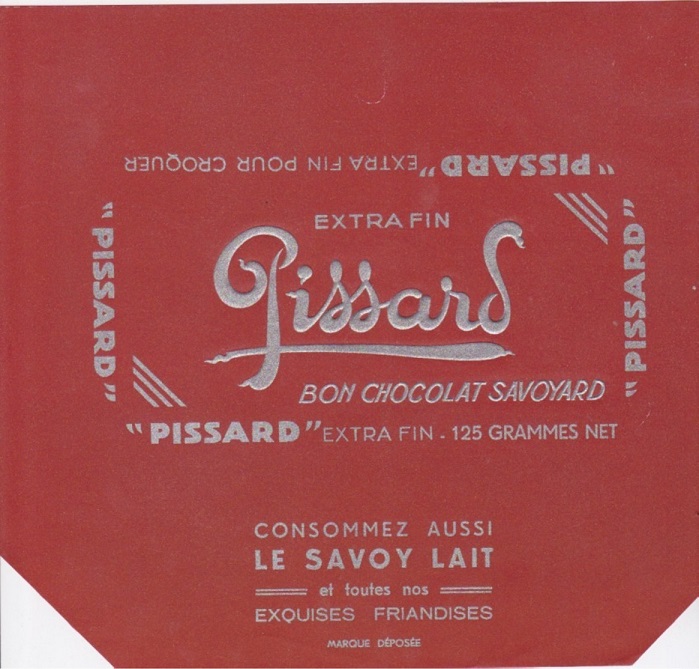 "PISSARD" EXTRA FIN POUR CROQUER
"PISSARD"
EXTRA FIN
Pissard
BON CHOCOLAT SAVOYARD
"PISSARD"
"PISSARD" EXTRA FIN - 125 GRAMMES NET
CONSOMMEZ AUSSI
LE SAVOY LAIT
et toutes nos
EXQUISES FRIANDISES
MARQUE DÉPOSÉE